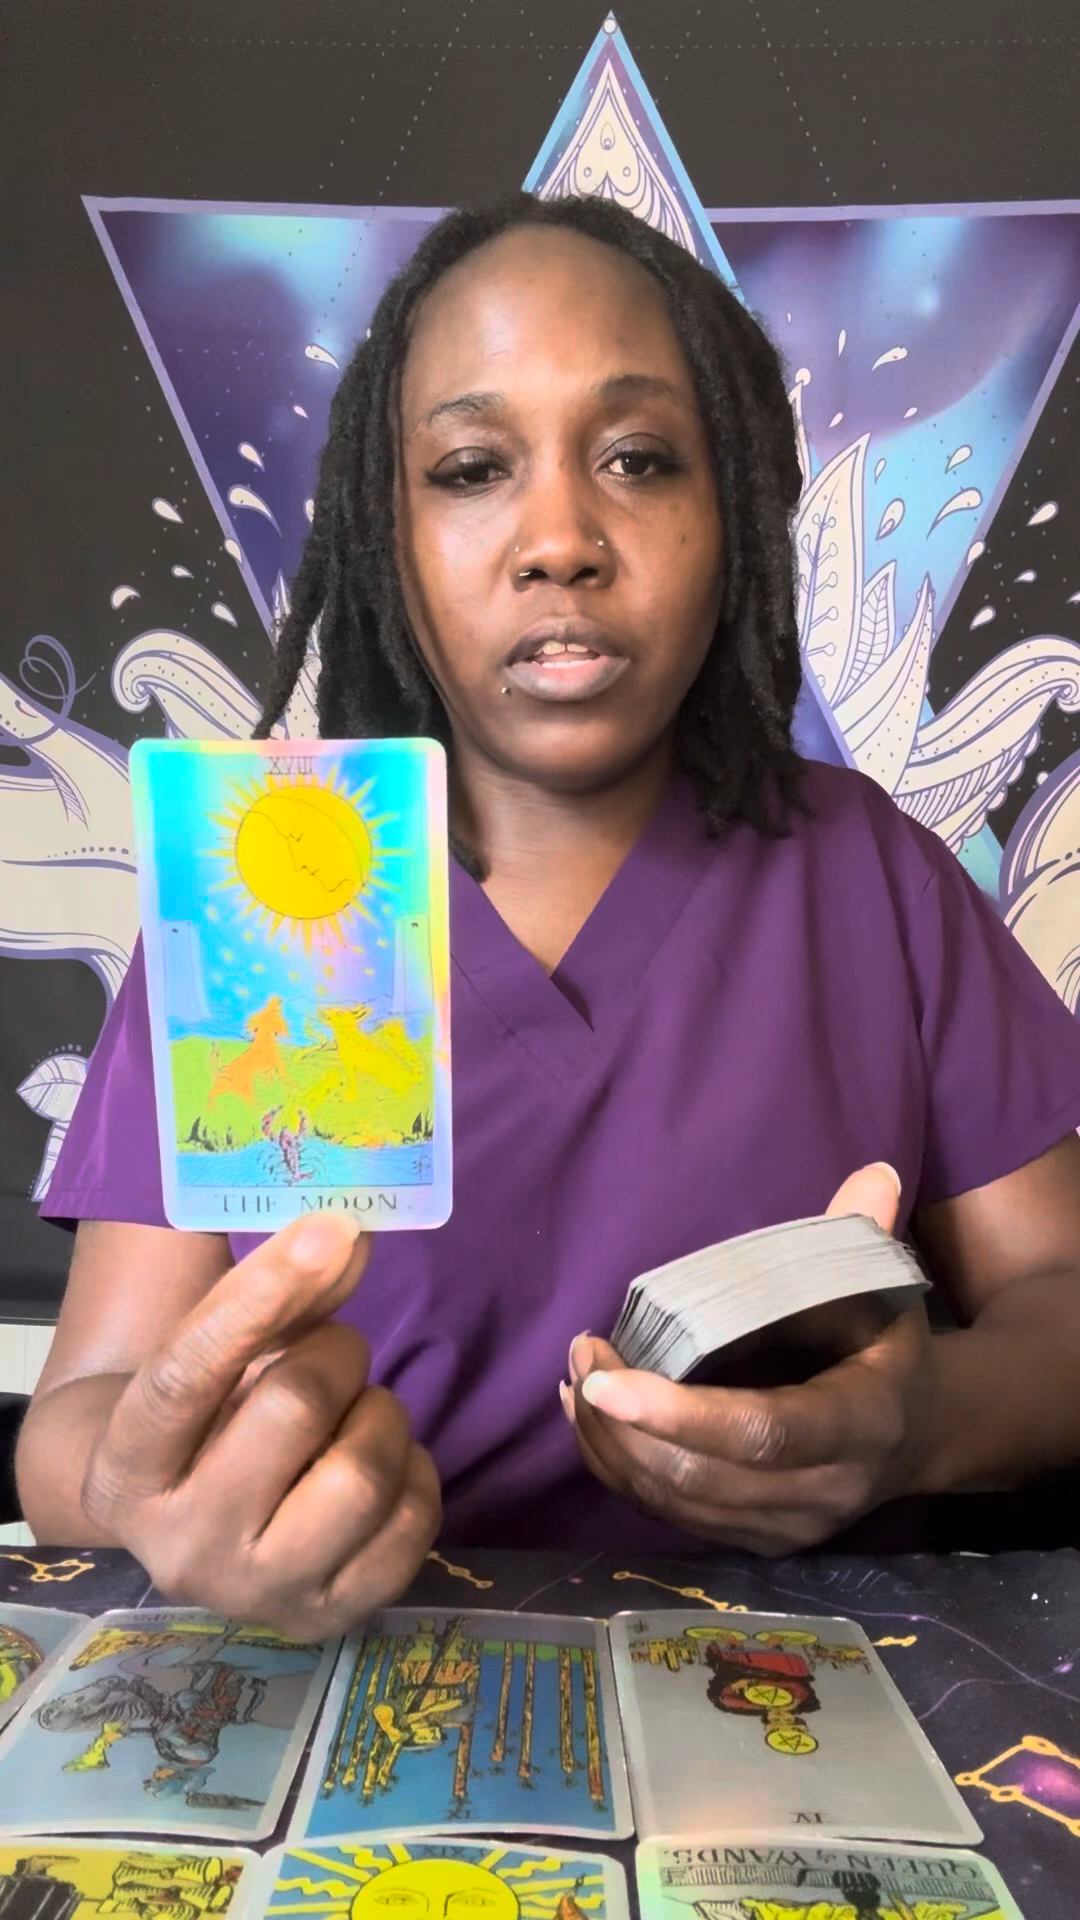 XVIII
THE MOON.
IX
IV
XIX
QUEEN of WANDS.